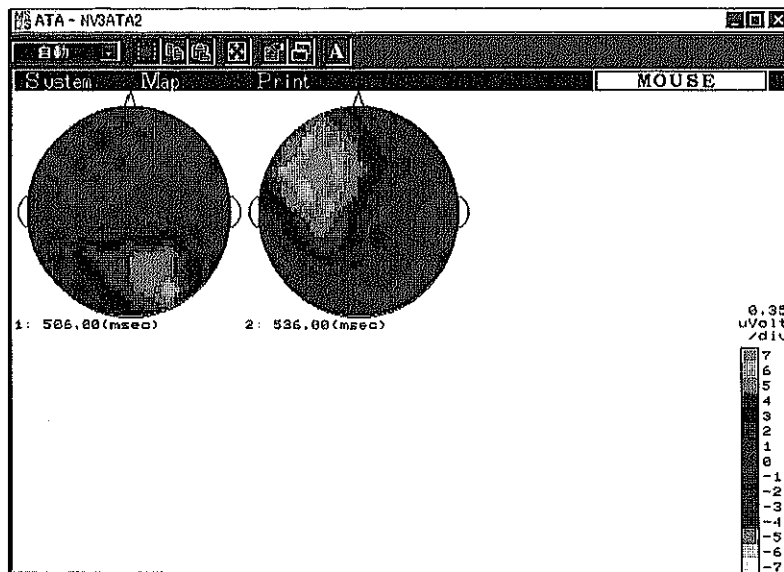 ATA - NV3ATA2
自動
A
System Map Print MOUSE
1: 506.00(msec) 2: 536.00(msec)
0.35
uVolt
/div
7
6
5
4
3
2
1
0
-1
-2
-3
-4
-5
-6
-7